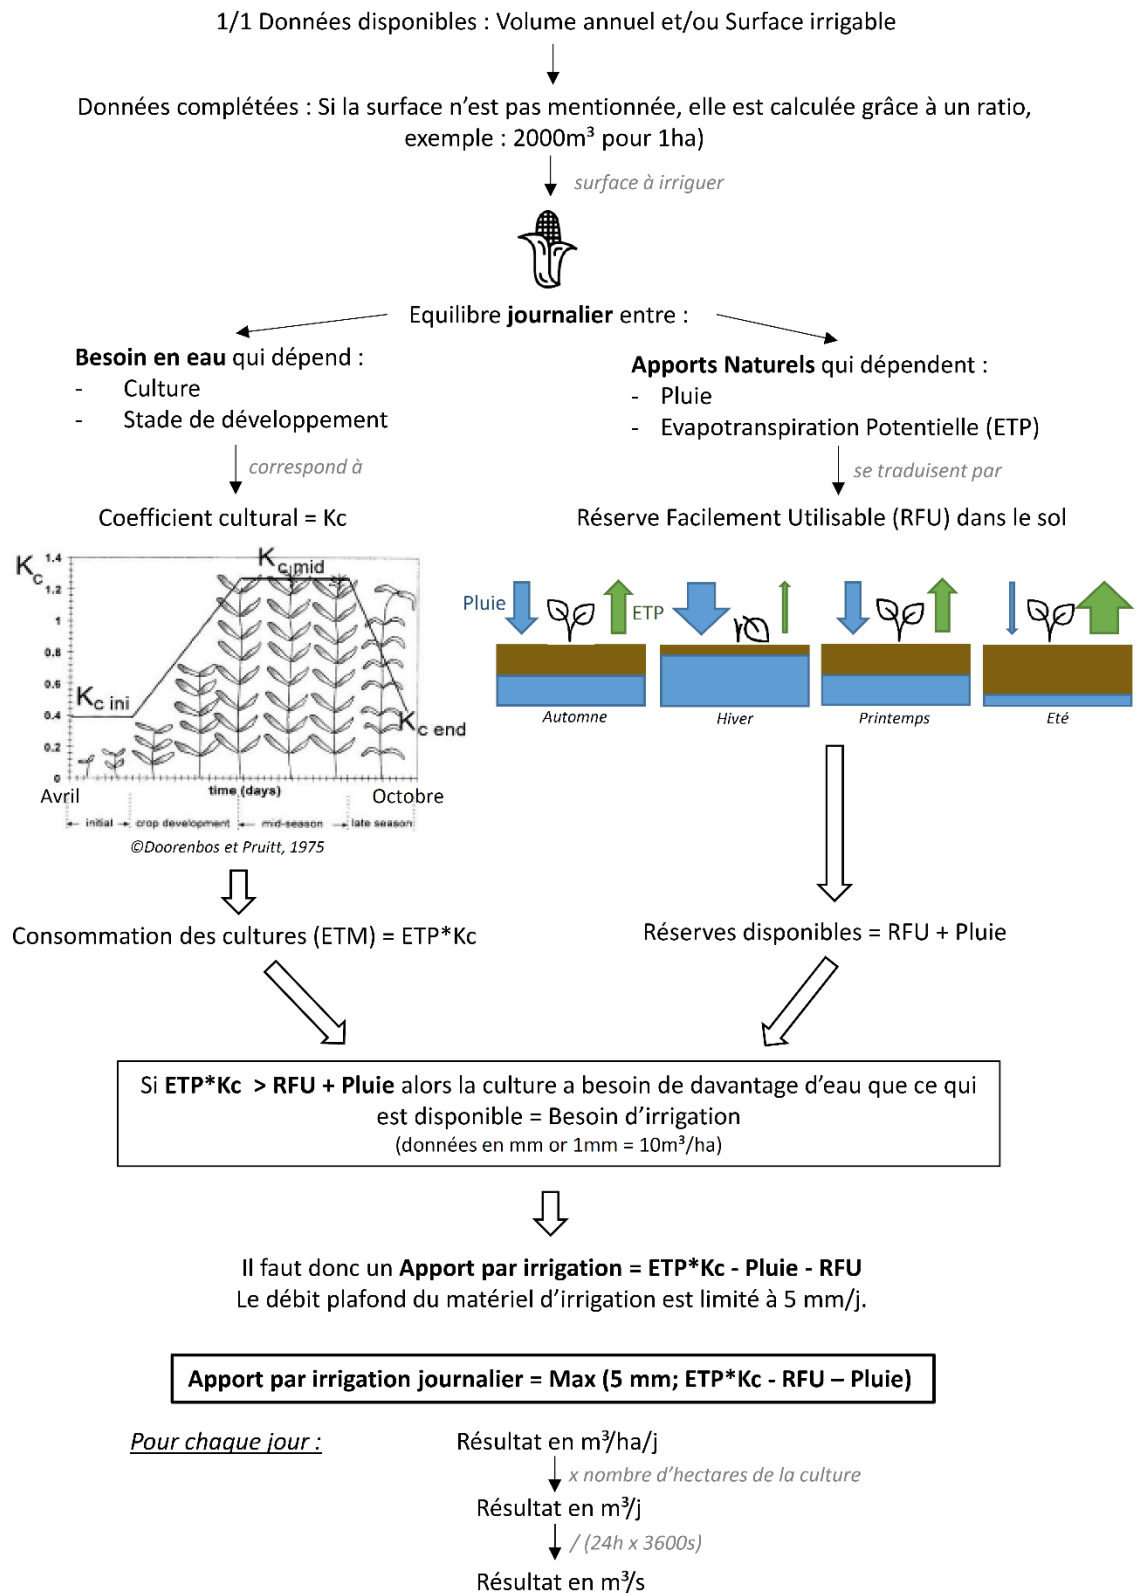 1/1 Données disponibles : Volume annuel et/ou Surface irrigable
Données complétées : Si la surface n'est pas mentionnée, elle est calculée grâce à un ratio,
exemple : 2000m³ pour 1ha)
surface à irriguer
Equilibre journalier entre :
Besoin en eau qui dépend :
- Culture
- Stade de développement
correspond à
Coefficient cultural = Kc
Apports Naturels qui dépendent :
- Pluie
- Evapotranspiration Potentielle (ETP)
se traduisent par
Réserve Facilement Utilisable (RFU) dans le sol
Kc
1.4
1.2
1.0
0.8
0.6
0.4
0.2
0
Kc mid
Kc ini
Kc end
Avril
time (days)
Octobre
initial
crop development
mid-season
late season
©Doorenbos et Pruitt, 1975
Pluie
ETP
Automne
Hiver
Printemps
Eté
Consommation des cultures (ETM) = ETP*Kc
Réserves disponibles = RFU + Pluie
Si ETP*Kc > RFU + Pluie alors la culture a besoin de davantage d'eau que ce qui
est disponible = Besoin d'irrigation
(données en mm or 1mm = 10m³/ha)
Il faut donc un Apport par irrigation = ETP*Kc - Pluie - RFU
Le débit plafond du matériel d'irrigation est limité à 5 mm/j.
Apport par irrigation journalier = Max (5 mm; ETP*Kc - RFU – Pluie)
Pour chaque jour :
Résultat en m³/ha/j
x nombre d'hectares de la culture
Résultat en m³/j
/ (24h x 3600s)
Résultat en m³/s